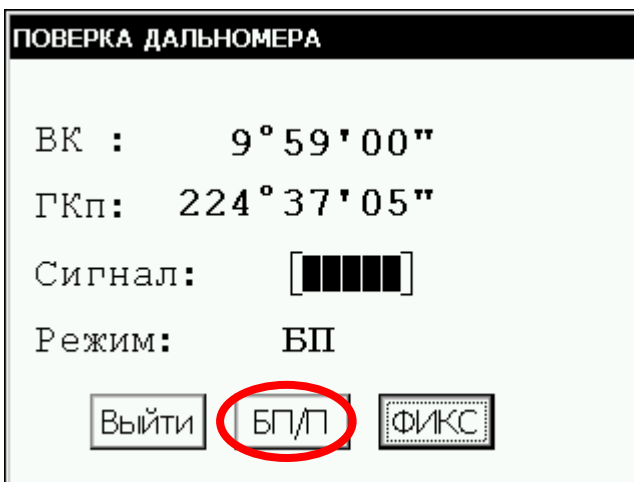 ПОВЕРКА ДАЛЬНОМЕРА
ВК : 9°59'00"
ГКп: 224°37'05"
Сигнал:
Режим: БП
Выйти БП/П ФИКС